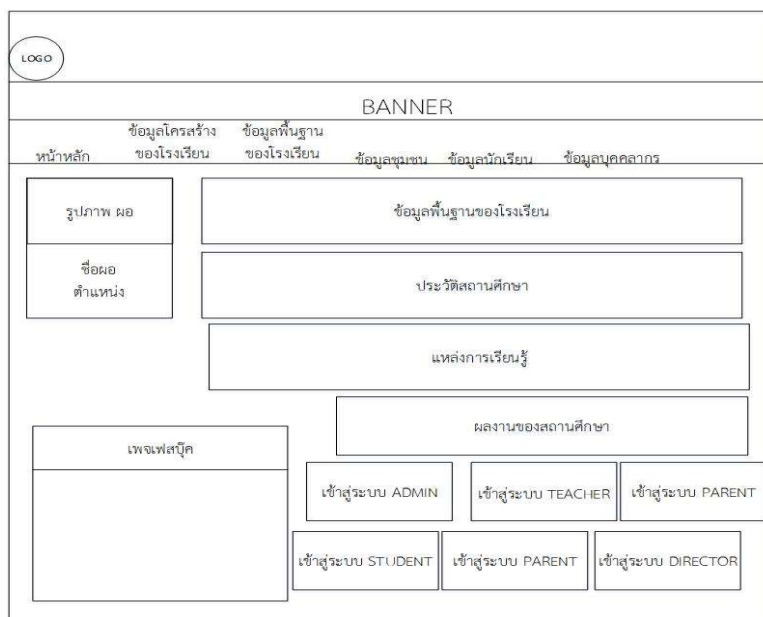 LOGO
BANNER
หน้าหลัก
ข้อมูลโครสร้าง
ของโรงเรียน
ข้อมูลพื้นฐาน
ของโรงเรียน
ข้อมูลชุมชน
ข้อมูลนักเรียน
ข้อมูลบุคคลากร
รูปภาพ ผอ
ชื่อผอ
ตำแหน่ง
ข้อมูลพื้นฐานของโรงเรียน
ประวัติสถานศึกษา
แหล่งการเรียนรู้
ผลงานของสถานศึกษา
เพจเฟสบุ๊ค
เข้าสู่ระบบ ADMIN
เข้าสู่ระบบ TEACHER
เข้าสู่ระบบ PARENT
เข้าสู่ระบบ STUDENT
เข้าสู่ระบบ PARENT
เข้าสู่ระบบ DIRECTOR